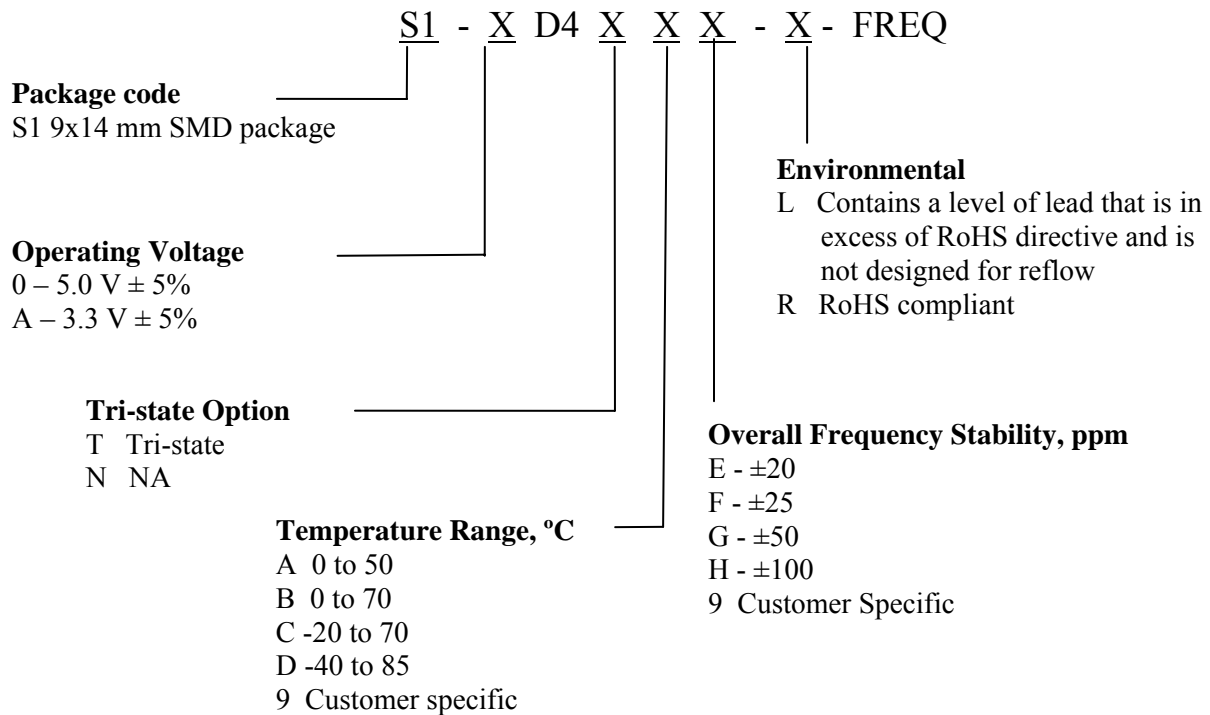 S1 - X D4 X X X - X - FREQ
Package code
S1 9x14 mm SMD package
Operating Voltage
0 – 5.0 V ± 5%
A – 3.3 V ± 5%
Tri-state Option
T Tri-state
N NA
Temperature Range, ºC
A 0 to 50
B 0 to 70
C -20 to 70
D -40 to 85
9 Customer specific
Overall Frequency Stability, ppm
E - ±20
F - ±25
G - ±50
H - ±100
9 Customer Specific
Environmental
L Contains a level of lead that is in
excess of RoHS directive and is
not designed for reflow
R RoHS compliant